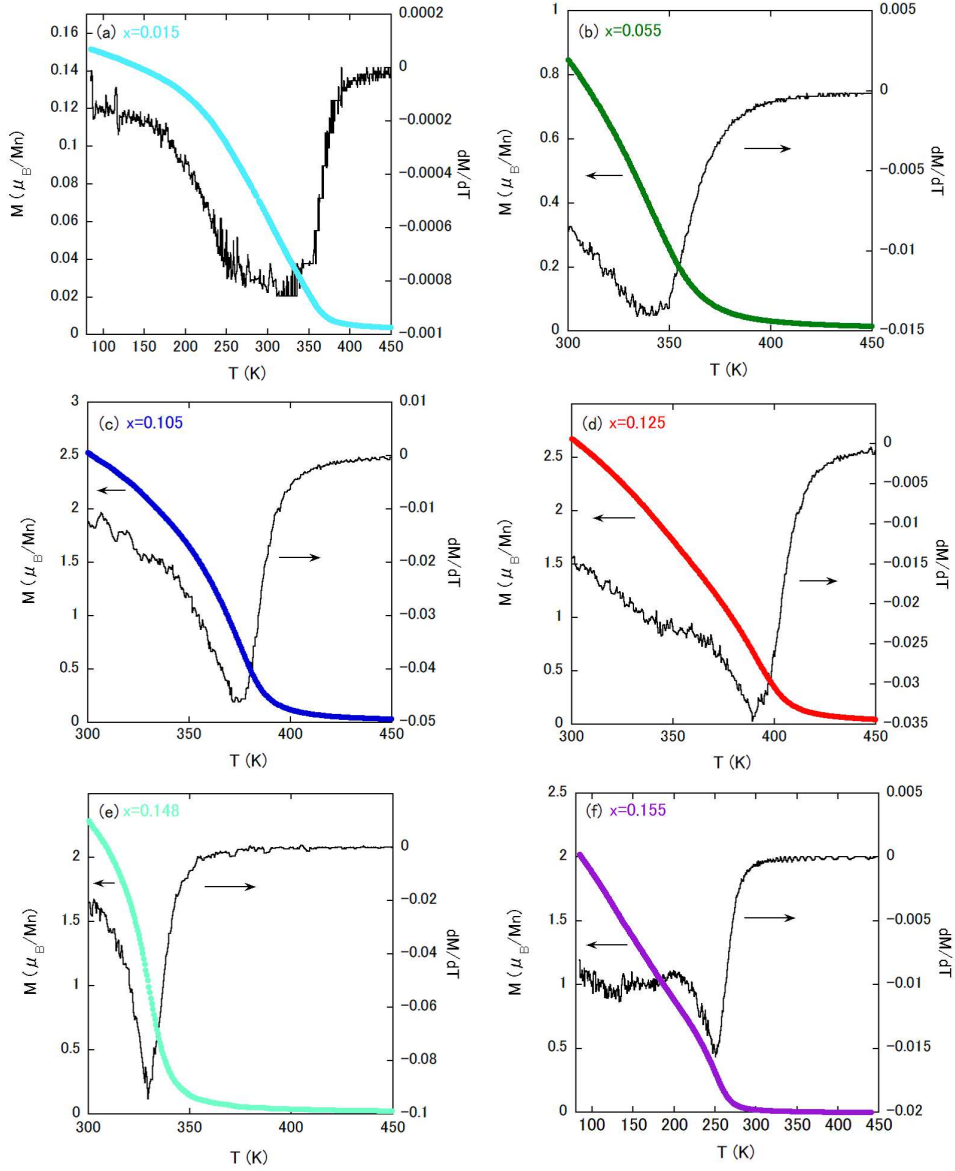 (a) x=0.015
0.16
0.14
0.12
0.1
0.08
0.06
0.04
0.02
0
M (μB/Mn)
0.0002
0
−0.0002
−0.0004
−0.0006
−0.0008
−0.001
dM/dT
100 150 200 250 300 350 400 450
T (K)
(b) x=0.055
1
0.8
0.6
0.4
0.2
0
M (μB/Mn)
0.005
0
−0.005
−0.01
−0.015
dM/dT
300 350 400 450
T (K)
(c) x=0.105
3
2.5
2
1.5
1
0.5
0
M (μB/Mn)
0.01
0
−0.01
−0.02
−0.03
−0.04
−0.05
dM/dT
300 350 400 450
T (K)
(d) x=0.125
2.5
2
1.5
1
0.5
0
M (μB/Mn)
0
−0.005
−0.01
−0.015
−0.02
−0.025
−0.03
−0.035
dM/dT
300 350 400 450
T (K)
(e) x=0.148
2
1.5
1
0.5
0
M (μB/Mn)
0
−0.02
−0.04
−0.06
−0.08
−0.1
dM/dT
300 350 400 450
T (K)
(f) x=0.155
2.5
2
1.5
1
0.5
0
M (μB/Mn)
0.005
0
−0.005
−0.01
−0.015
−0.02
dM/dT
100 150 200 250 300 350 400 450
T (K)